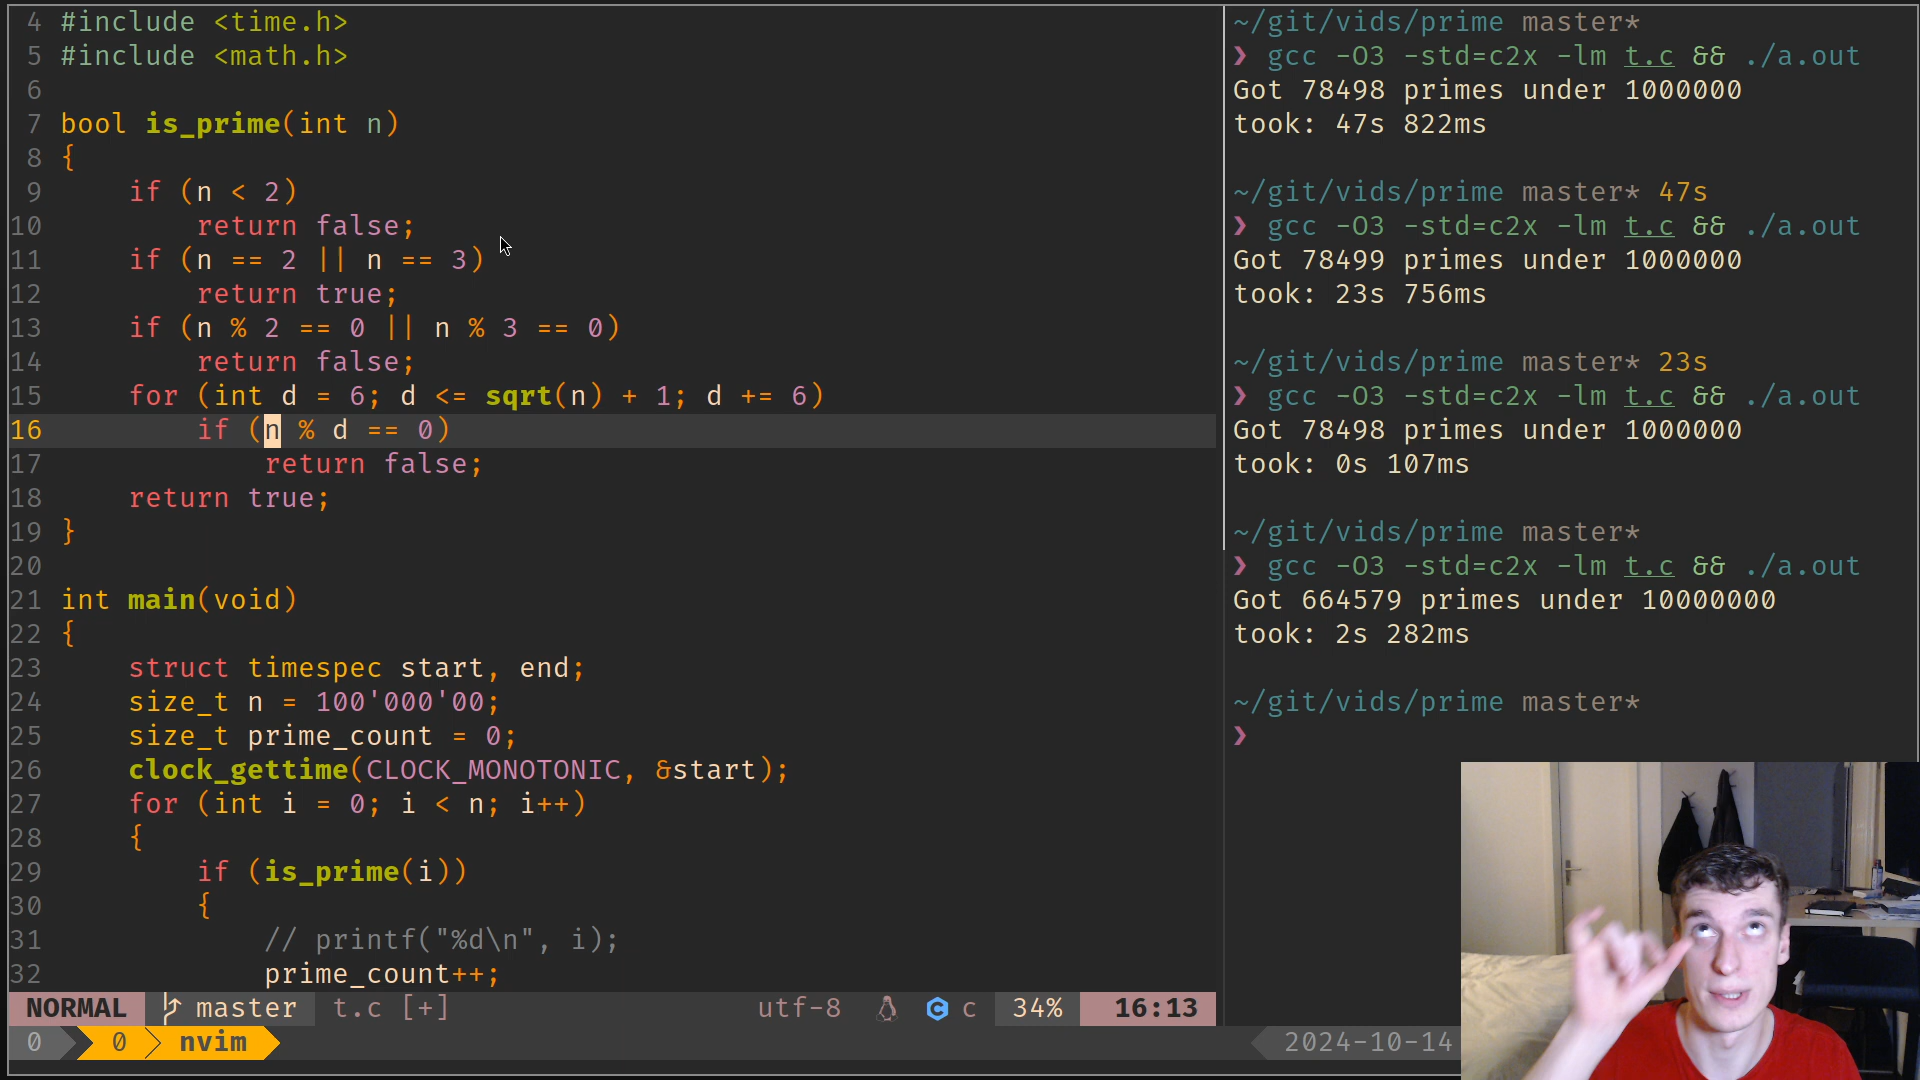 4 #include <time.h>
5 #include <math.h>
6
7 bool is_prime(int n)
8 {
9     if (n < 2)
10         return false;
11     if (n == 2 || n == 3)
12         return true;
13     if (n % 2 == 0 || n % 3 == 0)
14         return false;
15     for (int d = 6; d <= sqrt(n) + 1; d += 6)
16         if (n % d == 0)
17             return false;
18     return true;
19 }
20
21 int main(void)
22 {
23     struct timespec start, end;
24     size_t n = 100'000'00;
25     size_t prime_count = 0;
26     clock_gettime(CLOCK_MONOTONIC, &start);
27     for (int i = 0; i < n; i++)
28     {
29         if (is_prime(i))
30         {
31             // printf("%d\n", i);
32             prime_count++;
NORMAL master t.c [+] utf-8 c 34% 16:13
0 0 nvim 2024-10-14
~/git/vids/prime master*
❯ gcc -O3 -std=c2x -lm t.c && ./a.out
Got 78498 primes under 1000000
took: 47s 822ms
~/git/vids/prime master* 47s
❯ gcc -O3 -std=c2x -lm t.c && ./a.out
Got 78499 primes under 1000000
took: 23s 756ms
~/git/vids/prime master* 23s
❯ gcc -O3 -std=c2x -lm t.c && ./a.out
Got 78498 primes under 1000000
took: 0s 107ms
~/git/vids/prime master*
❯ gcc -O3 -std=c2x -lm t.c && ./a.out
Got 664579 primes under 10000000
took: 2s 282ms
~/git/vids/prime master*
❯